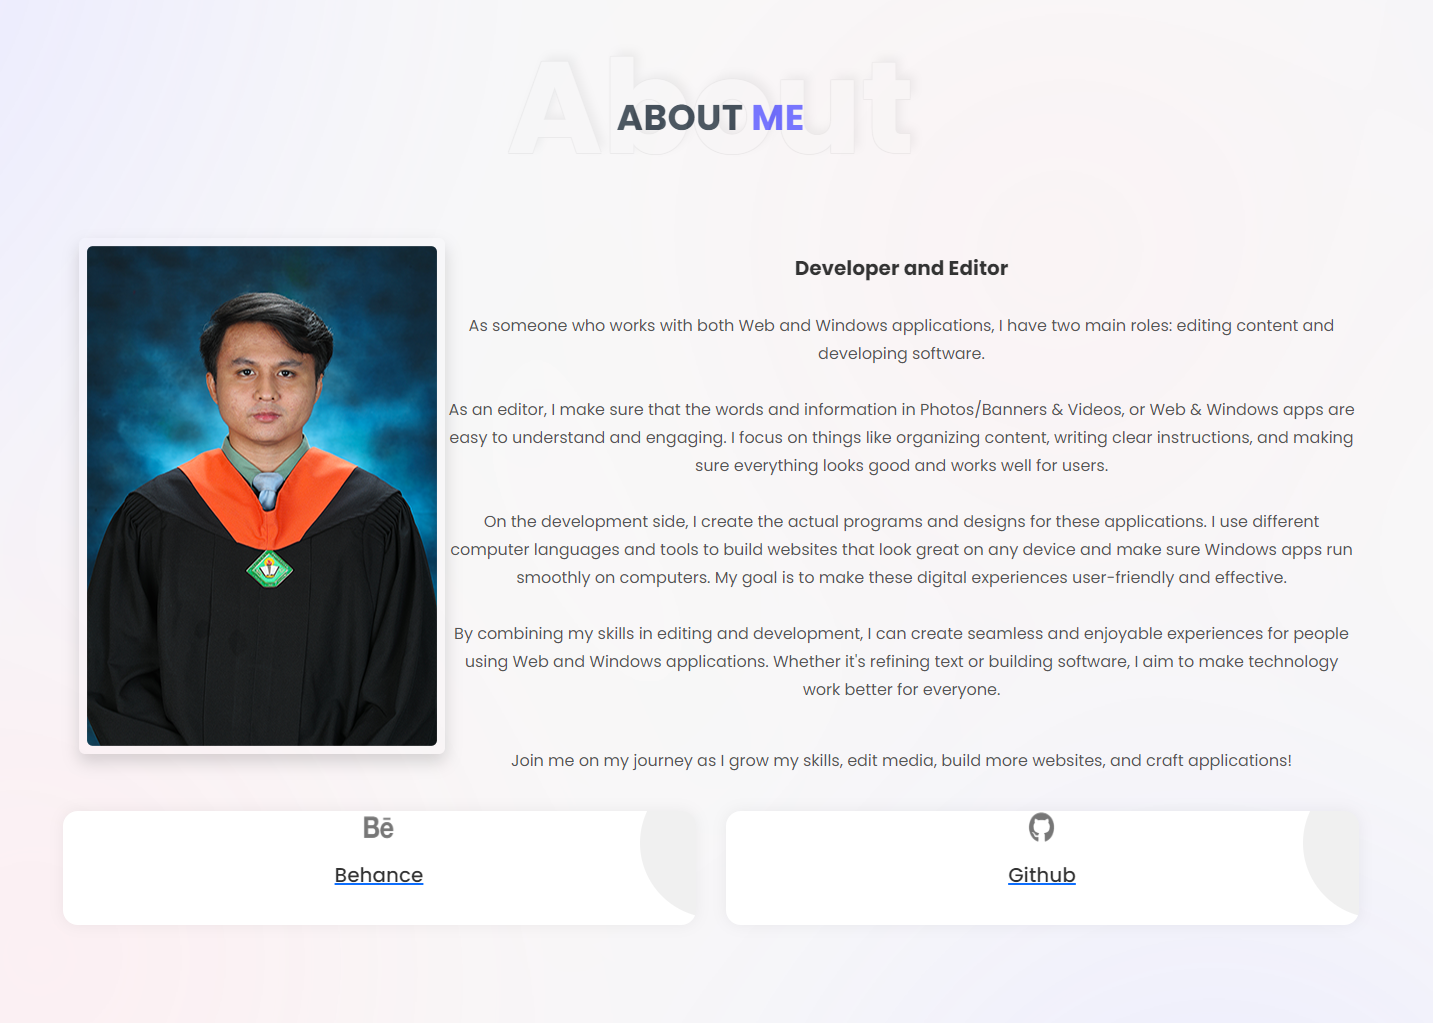 About
ABOUT ME
Developer and Editor
As someone who works with both Web and Windows applications, I have two main roles: editing content and
developing software.
As an editor, I make sure that the words and information in Photos/Banners & Videos, or Web & Windows apps are
easy to understand and engaging. I focus on things like organizing content, writing clear instructions, and making
sure everything looks good and works well for users.
On the development side, I create the actual programs and designs for these applications. I use different
computer languages and tools to build websites that look great on any device and make sure Windows apps run
smoothly on computers. My goal is to make these digital experiences user-friendly and effective.
By combining my skills in editing and development, I can create seamless and enjoyable experiences for people
using Web and Windows applications. Whether it's refining text or building software, I aim to make technology
work better for everyone.
Join me on my journey as I grow my skills, edit media, build more websites, and craft applications!
Bē
Behance
Github